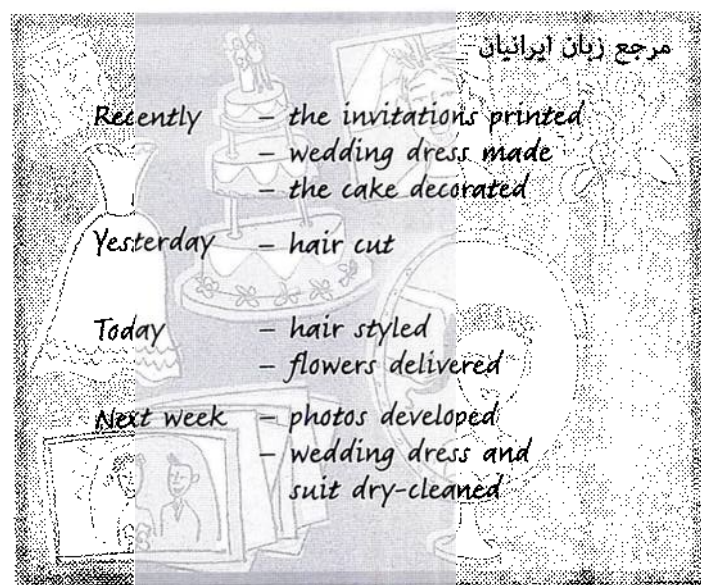 مرجع زبان ایرانیان
Recently – the invitations printed
– wedding dress made
– the cake decorated
Yesterday – hair cut
Today – hair styled
– flowers delivered
Next week – photos developed
– wedding dress and
suit dry-cleaned